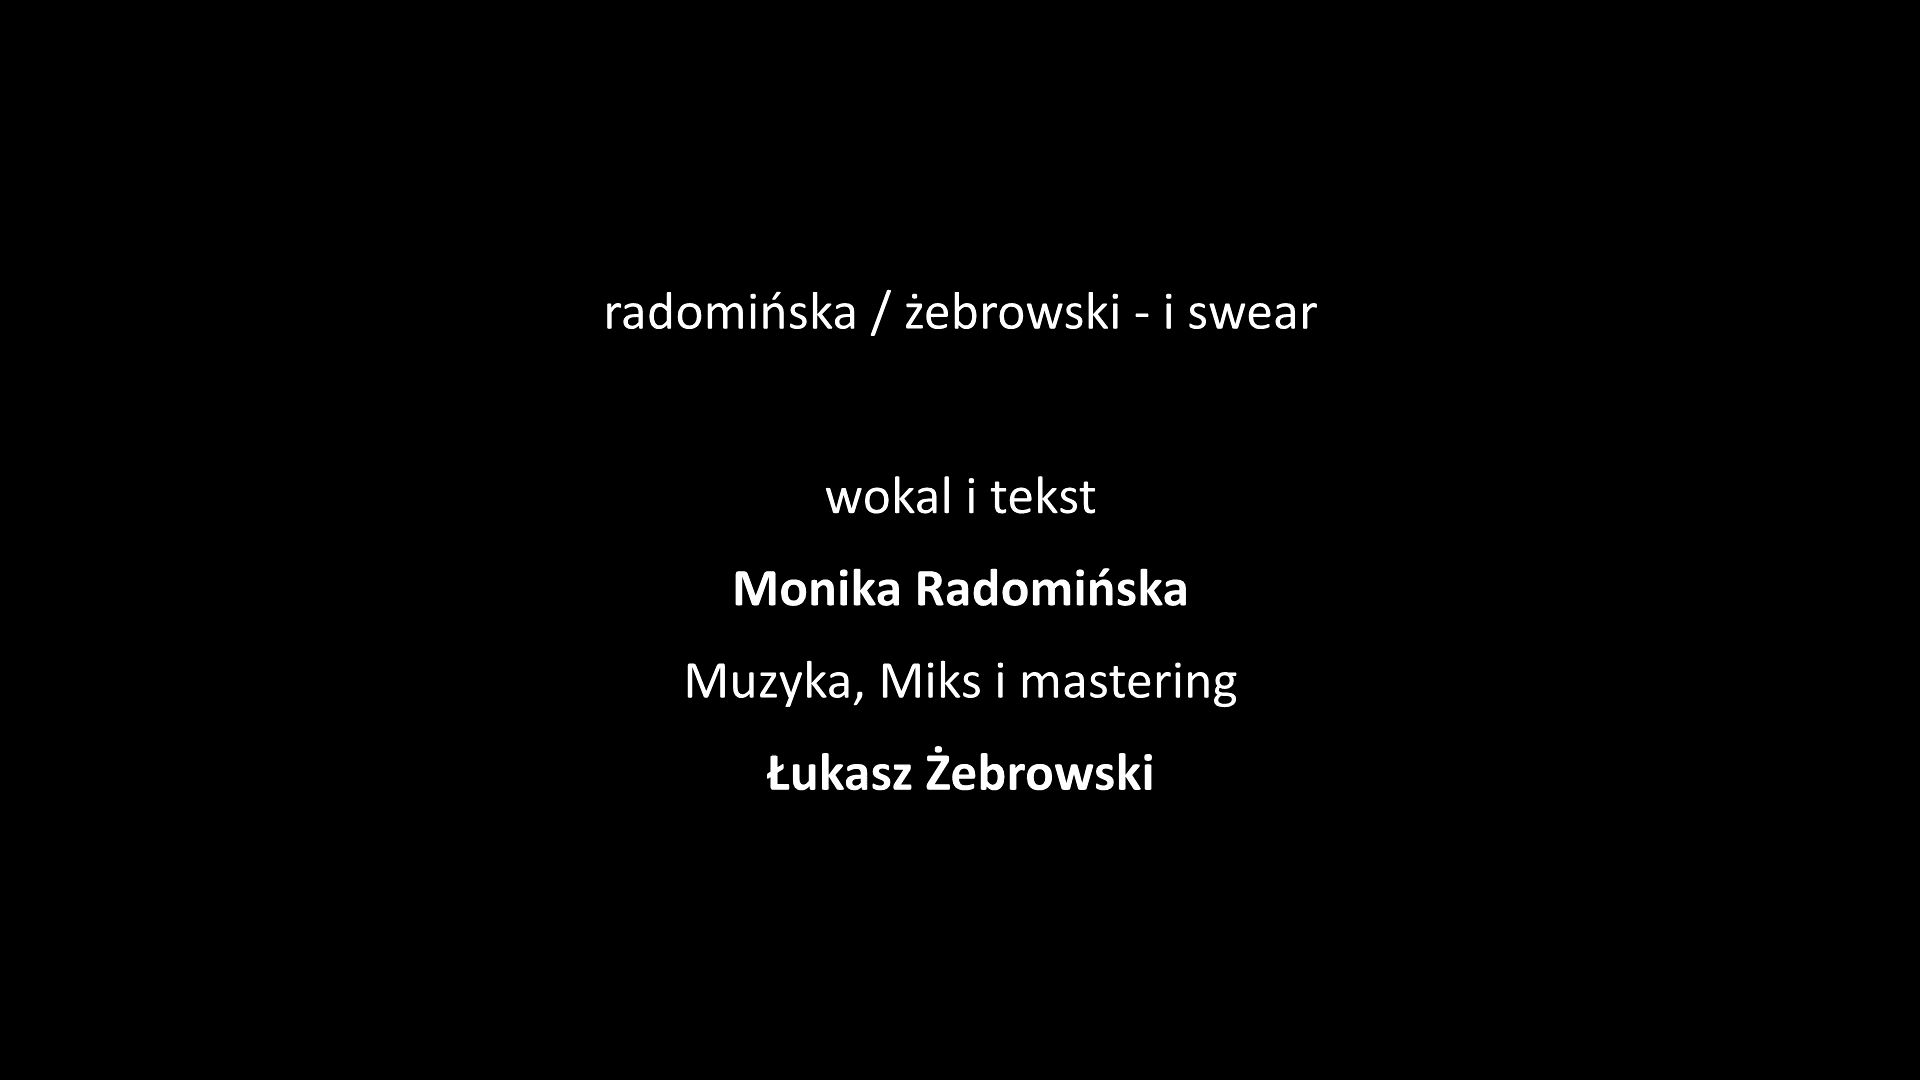 radomińska / żebrowski - i swear
wokal i tekst
Monika Radomińska
Muzyka, Miks i mastering
Łukasz Żebrowski